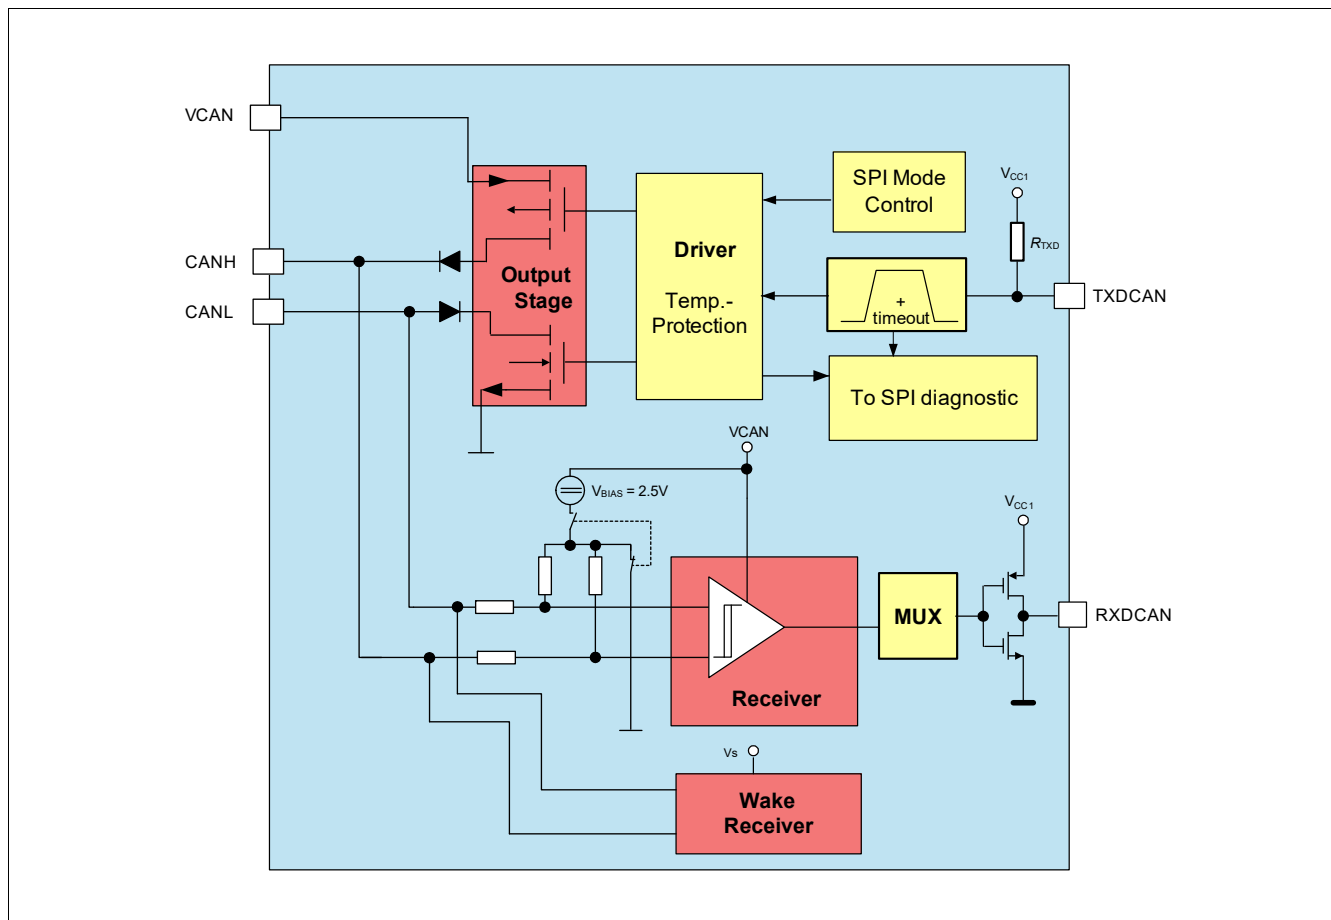 VCAN
CANH
CANL
Output
Stage
Driver
Temp.-
Protection
SPI Mode
Control
VCC1
RTXD
+
timeout
TXDCAN
To SPI diagnostic
VCAN
VBIAS = 2.5V
VCC1
MUX
RXDCAN
Receiver
Vs
Wake
Receiver